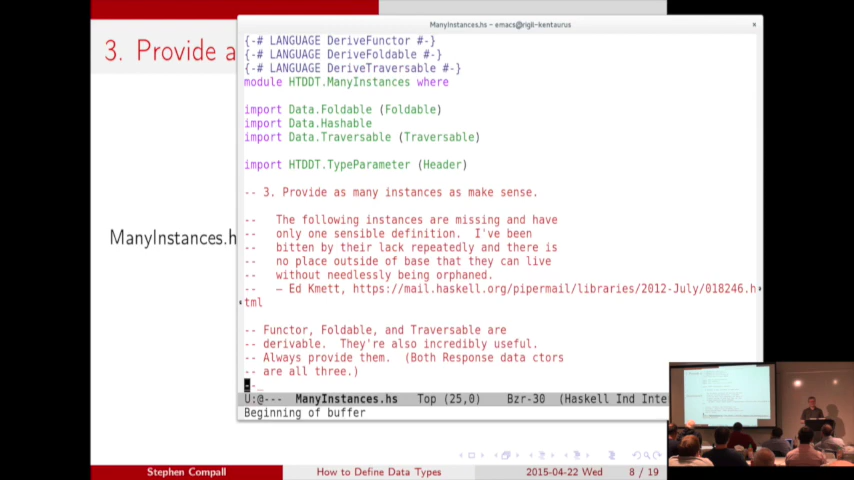 3. Provide a
ManyInstances.h
ManyInstances.hs – emacs@rigli-kentaurus
{-# LANGUAGE DeriveFunctor #-}
{-# LANGUAGE DeriveFoldable #-}
{-# LANGUAGE DeriveTraversable #-}
module HTDDT.ManyInstances where
import Data.Foldable (Foldable)
import Data.Hashable
import Data.Traversable (Traversable)
import HTDDT.TypeParameter (Header)
-- 3. Provide as many instances as make sense.
-- The following instances are missing and have
-- only one sensible definition. I've been
-- bitten by their lack repeatedly and there is
-- no place outside of base that they can live
-- without needlessly being orphaned.
-- — Ed Kmett, https://mail.haskell.org/pipermail/libraries/2012-July/018246.h
tml
-- Functor, Foldable, and Traversable are
-- derivable. They're also incredibly useful.
-- Always provide them. (Both Response data ctors
-- are all three.)
--
U:@--- ManyInstances.hs Top (25,0) Bzr-30 (Haskell Ind Inte
Beginning of buffer
Stephen Compall How to Define Data Types 2015-04-22 Wed 8 / 19